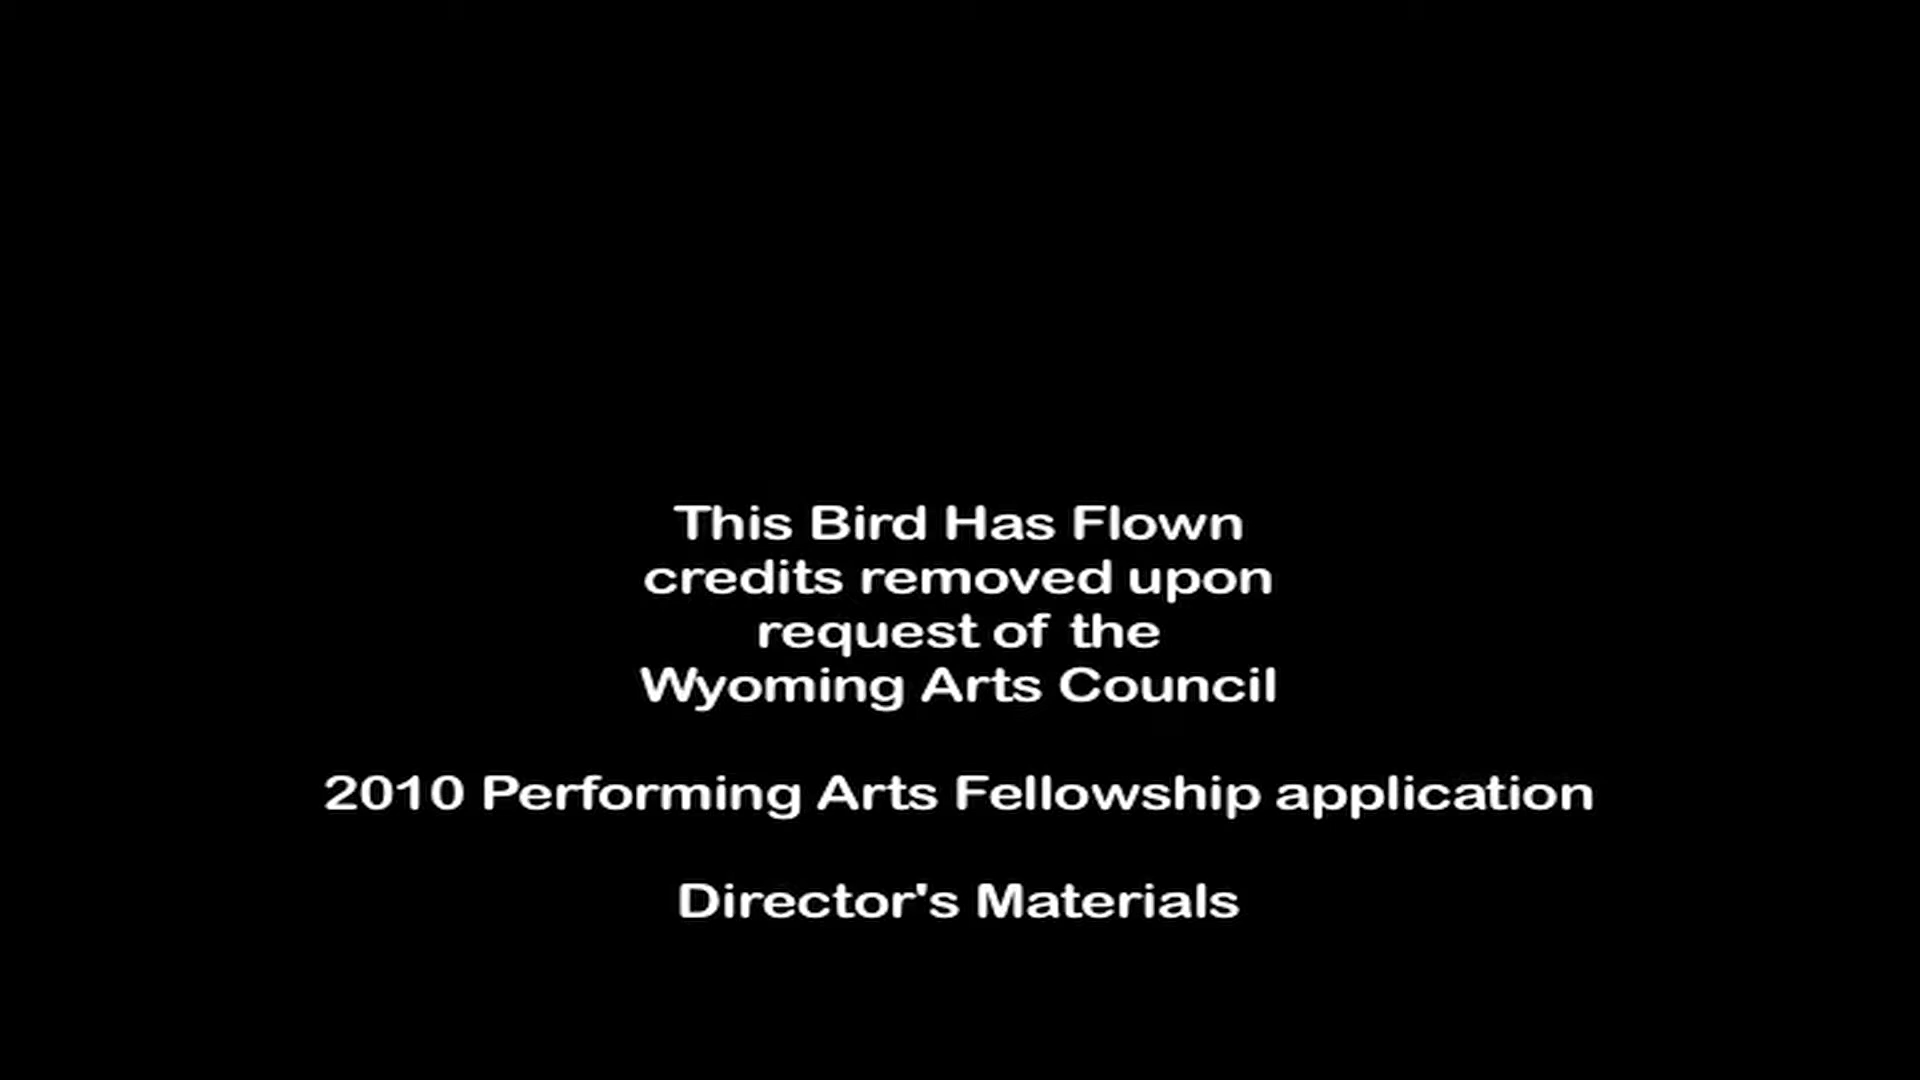 This Bird Has Flown
credits removed upon
request of the
Wyoming Arts Council
2010 Performing Arts Fellowship application
Director's Materials